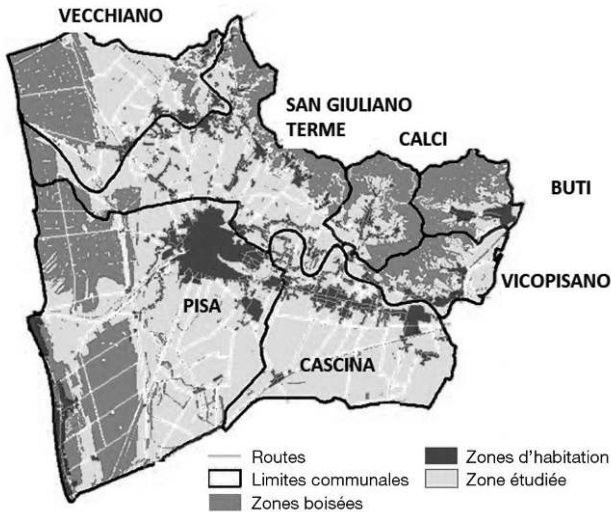 VECCHIANO
SAN GIULIANO
TERME
CALCI
BUTI
VICOPISANO
PISA
CASCINA
Routes
Limites communales
Zones boisées
Zones d'habitation
Zone étudiée